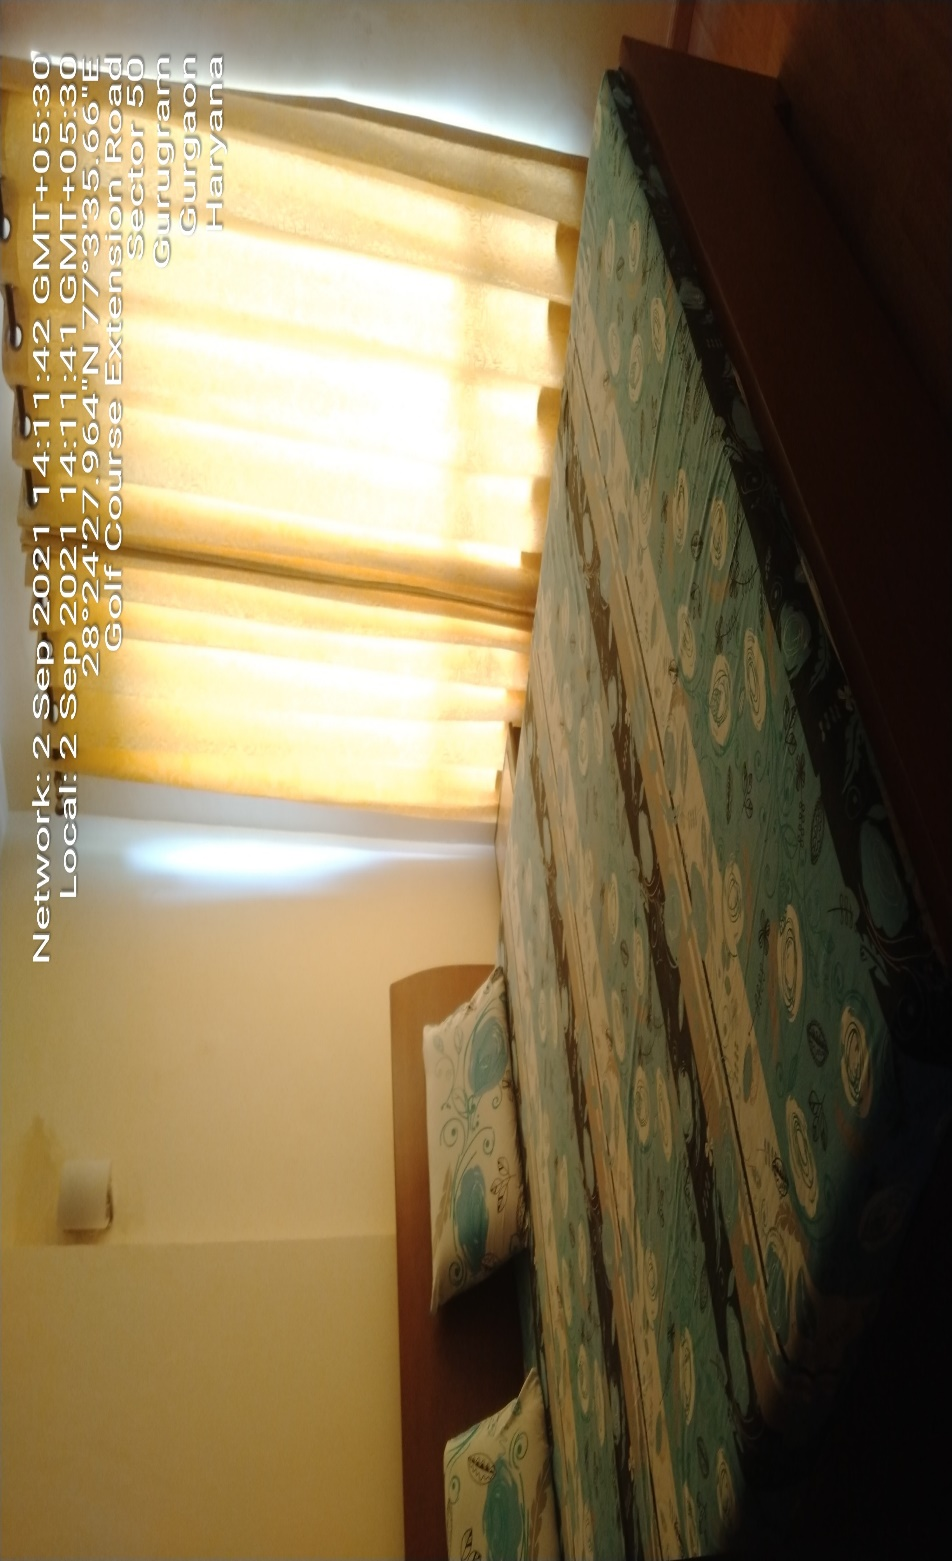 Network: 2 Sep 2021 14:11:42 GMT+05:30
Local: 2 Sep 2021 14:11:41 GMT+05:30
28°24'27.964"N 77°3'35.66"E
Golf Course Extension Road
Sector 50
Gurugram
Gurgaon
Haryana